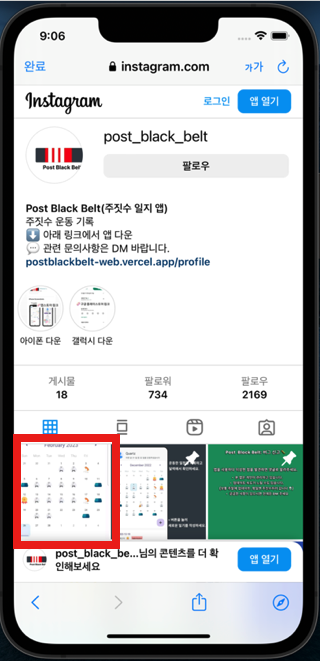 9:06
완료
instagram.com
가가
Instagram
로그인
앱 열기
post_black_belt
Post Black Belt
팔로우
Post Black Belt(주짓수 일지 앱)
주짓수 운동 기록
아래 링크에서 앱 다운
관련 문의사항은 DM 바랍니다.
postblackbelt-web.vercel.app/profile
아이폰 다운
갤럭시 다운
게시물
팔로워
팔로우
18
734
2169
February 2023
post_black_be...님의 콘텐츠를 더 확
인해보세요
앱 열기